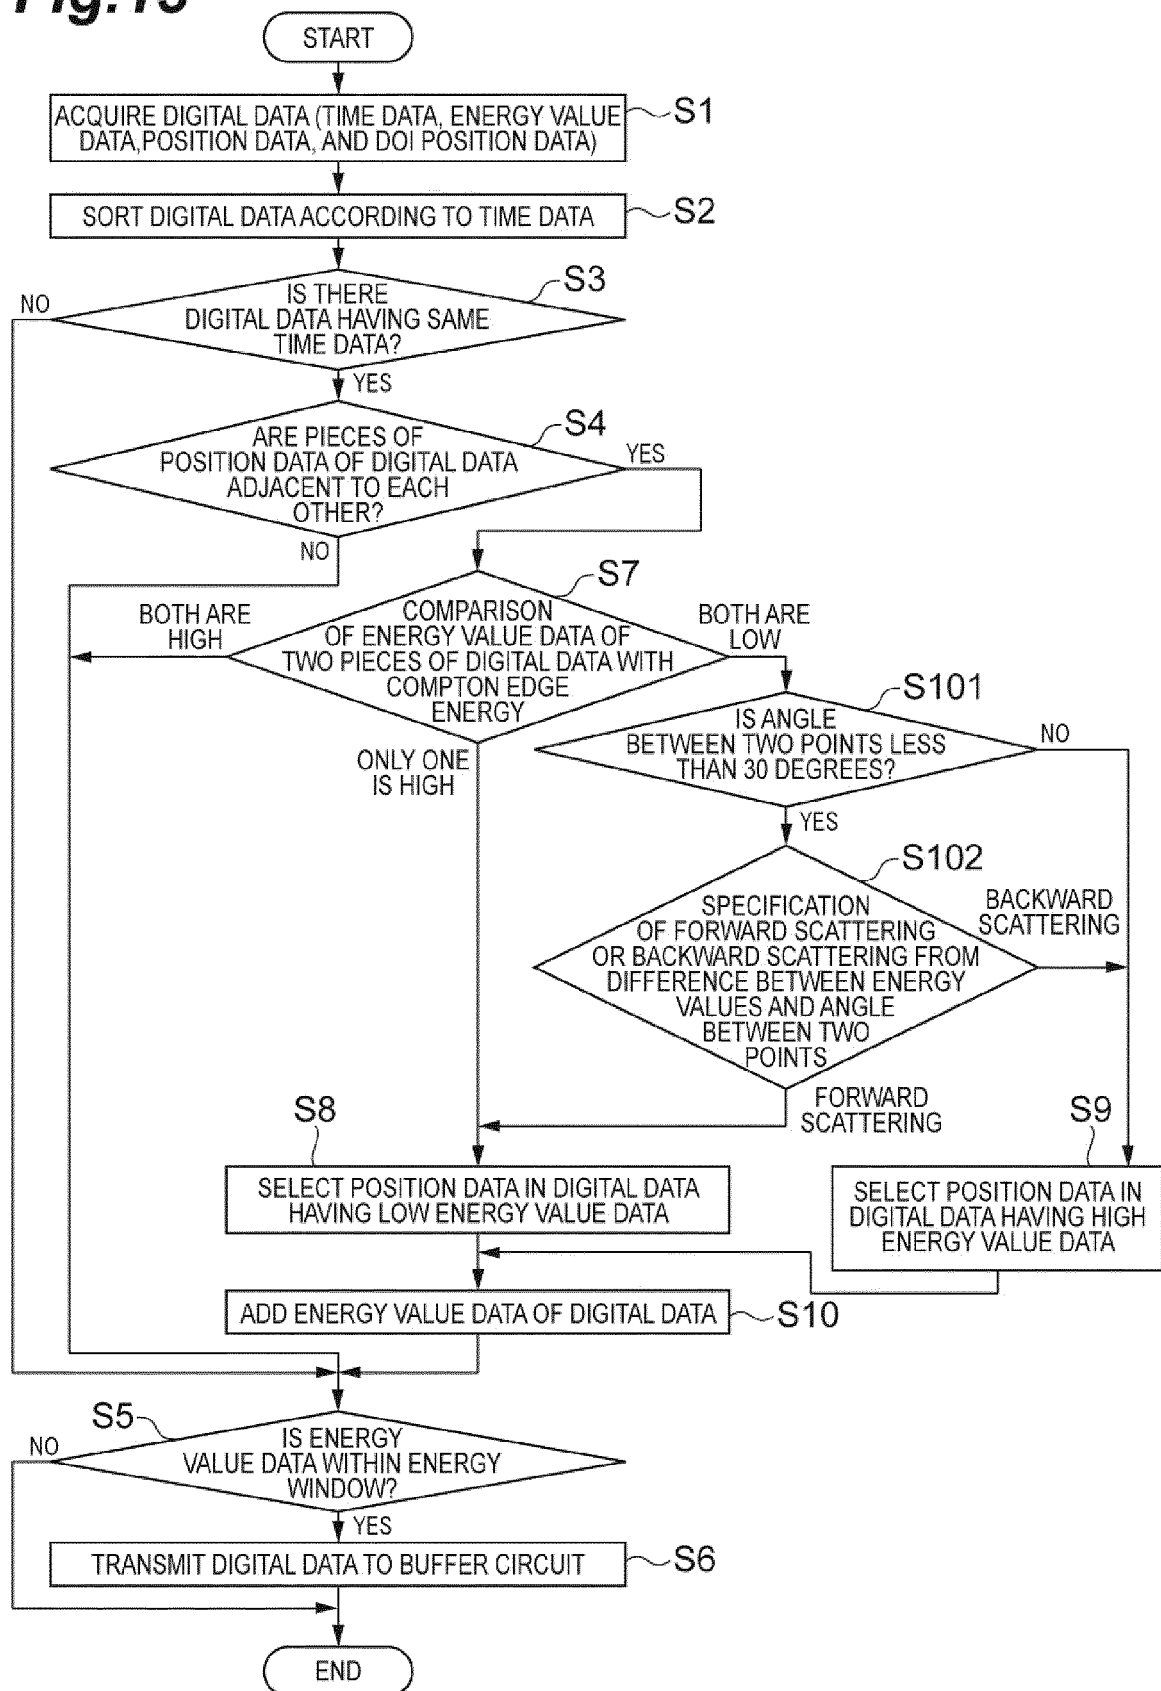 Fig.13
START
ACQUIRE DIGITAL DATA (TIME DATA, ENERGY VALUE
DATA,POSITION DATA, AND DOI POSITION DATA)
S1
SORT DIGITAL DATA ACCORDING TO TIME DATA
S2
S3
NO
IS THERE
DIGITAL DATA HAVING SAME
TIME DATA?
YES
S4
ARE PIECES OF
POSITION DATA OF DIGITAL DATA
ADJACENT TO EACH
OTHER?
YES
NO
S7
BOTH ARE
HIGH
COMPARISON
OF ENERGY VALUE DATA OF
TWO PIECES OF DIGITAL DATA WITH
COMPTON EDGE
ENERGY
BOTH ARE
LOW
ONLY ONE
IS HIGH
S101
IS ANGLE
BETWEEN TWO POINTS LESS
THAN 30 DEGREES?
NO
YES
S102
SPECIFICATION
OF FORWARD SCATTERING
OR BACKWARD SCATTERING FROM
DIFFERENCE BETWEEN ENERGY
VALUES AND ANGLE
BETWEEN TWO
POINTS
BACKWARD
SCATTERING
FORWARD
SCATTERING
S8
SELECT POSITION DATA IN DIGITAL DATA
HAVING LOW ENERGY VALUE DATA
S9
SELECT POSITION DATA IN
DIGITAL DATA HAVING HIGH
ENERGY VALUE DATA
ADD ENERGY VALUE DATA OF DIGITAL DATA
S10
S5
NO
IS ENERGY
VALUE DATA WITHIN ENERGY
WINDOW?
YES
TRANSMIT DIGITAL DATA TO BUFFER CIRCUIT
S6
END